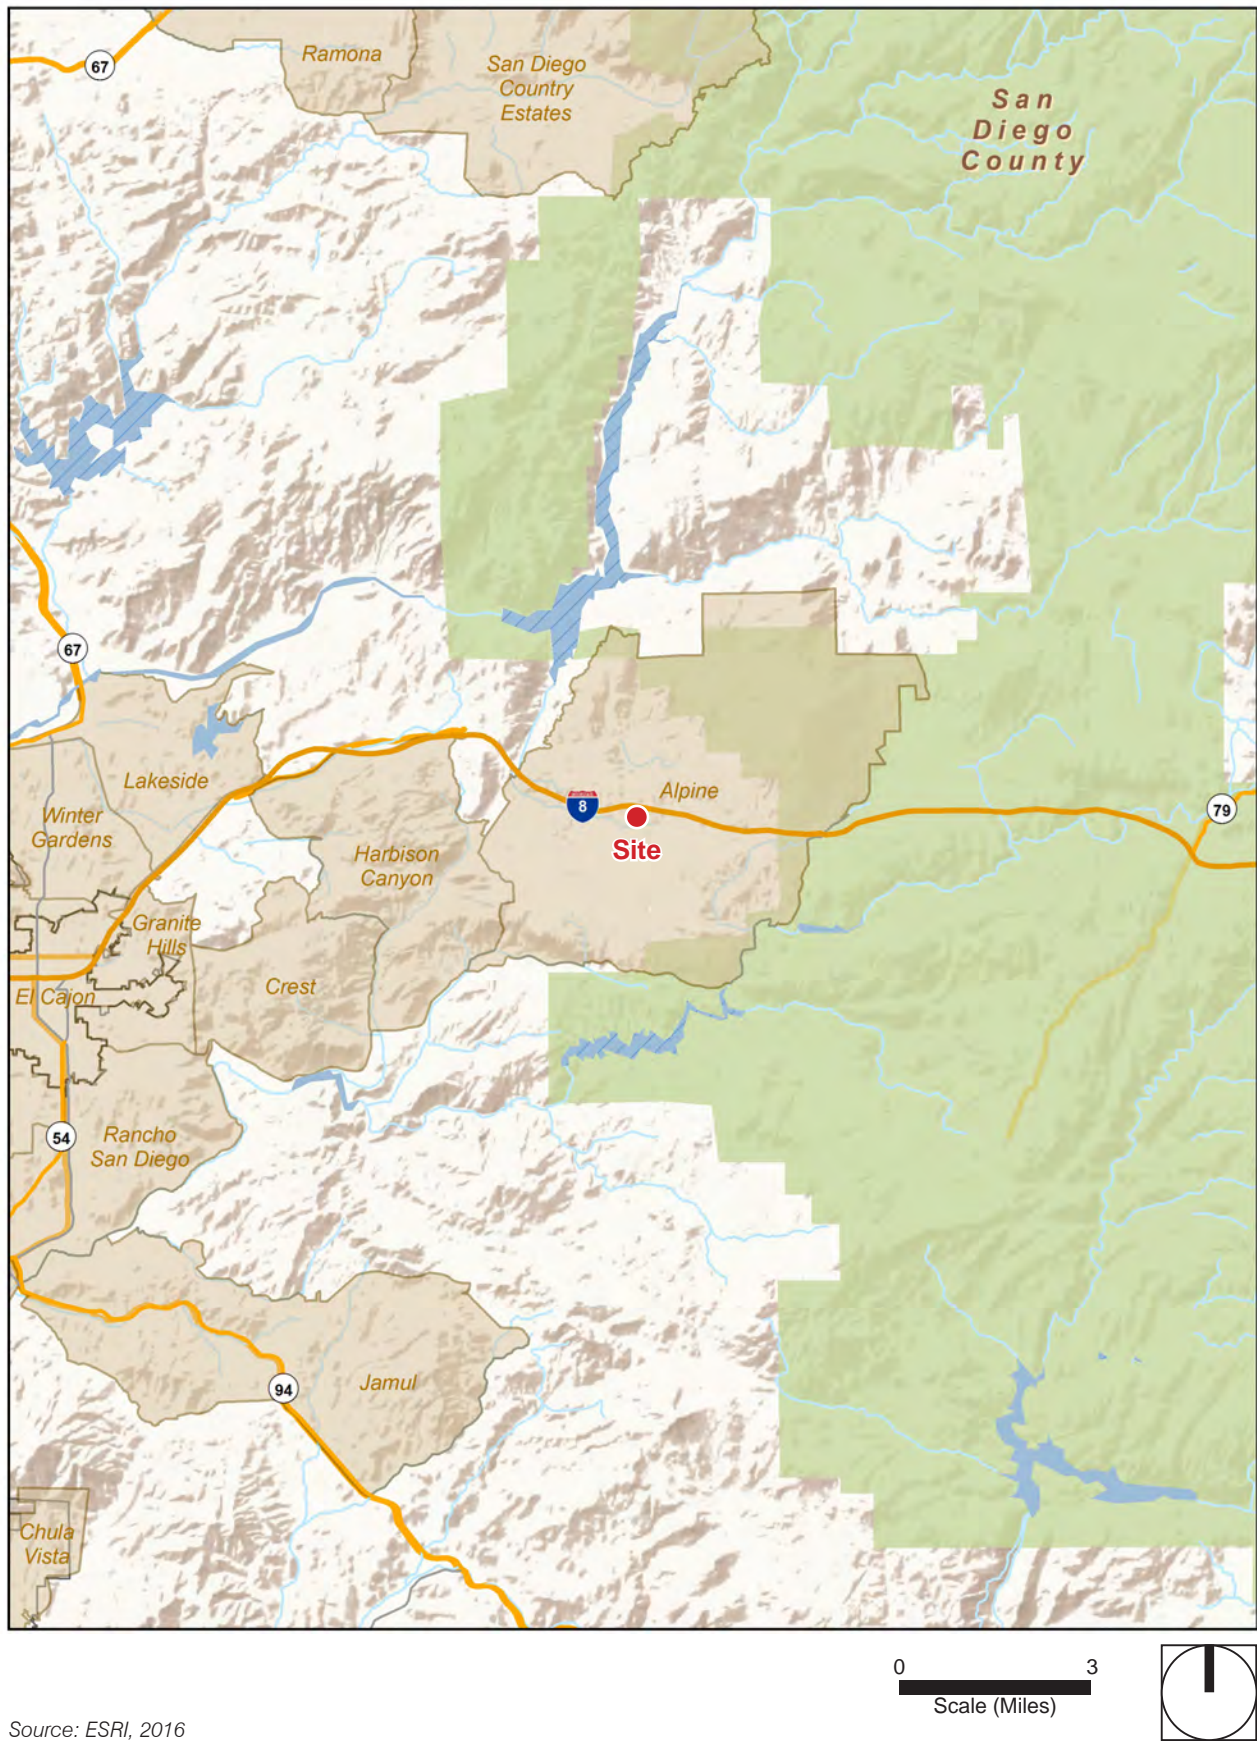 67
Ramona
San Diego
Country
Estates
San
Diego
County
67
Lakeside
Winter
Gardens
8
Alpine
Site
79
Harbison
Canyon
Granite
Hills
Crest
El Cajon
54
Rancho
San Diego
94
Jamul
Chula
Vista
0 3
Scale (Miles)
Source: ESRI, 2016